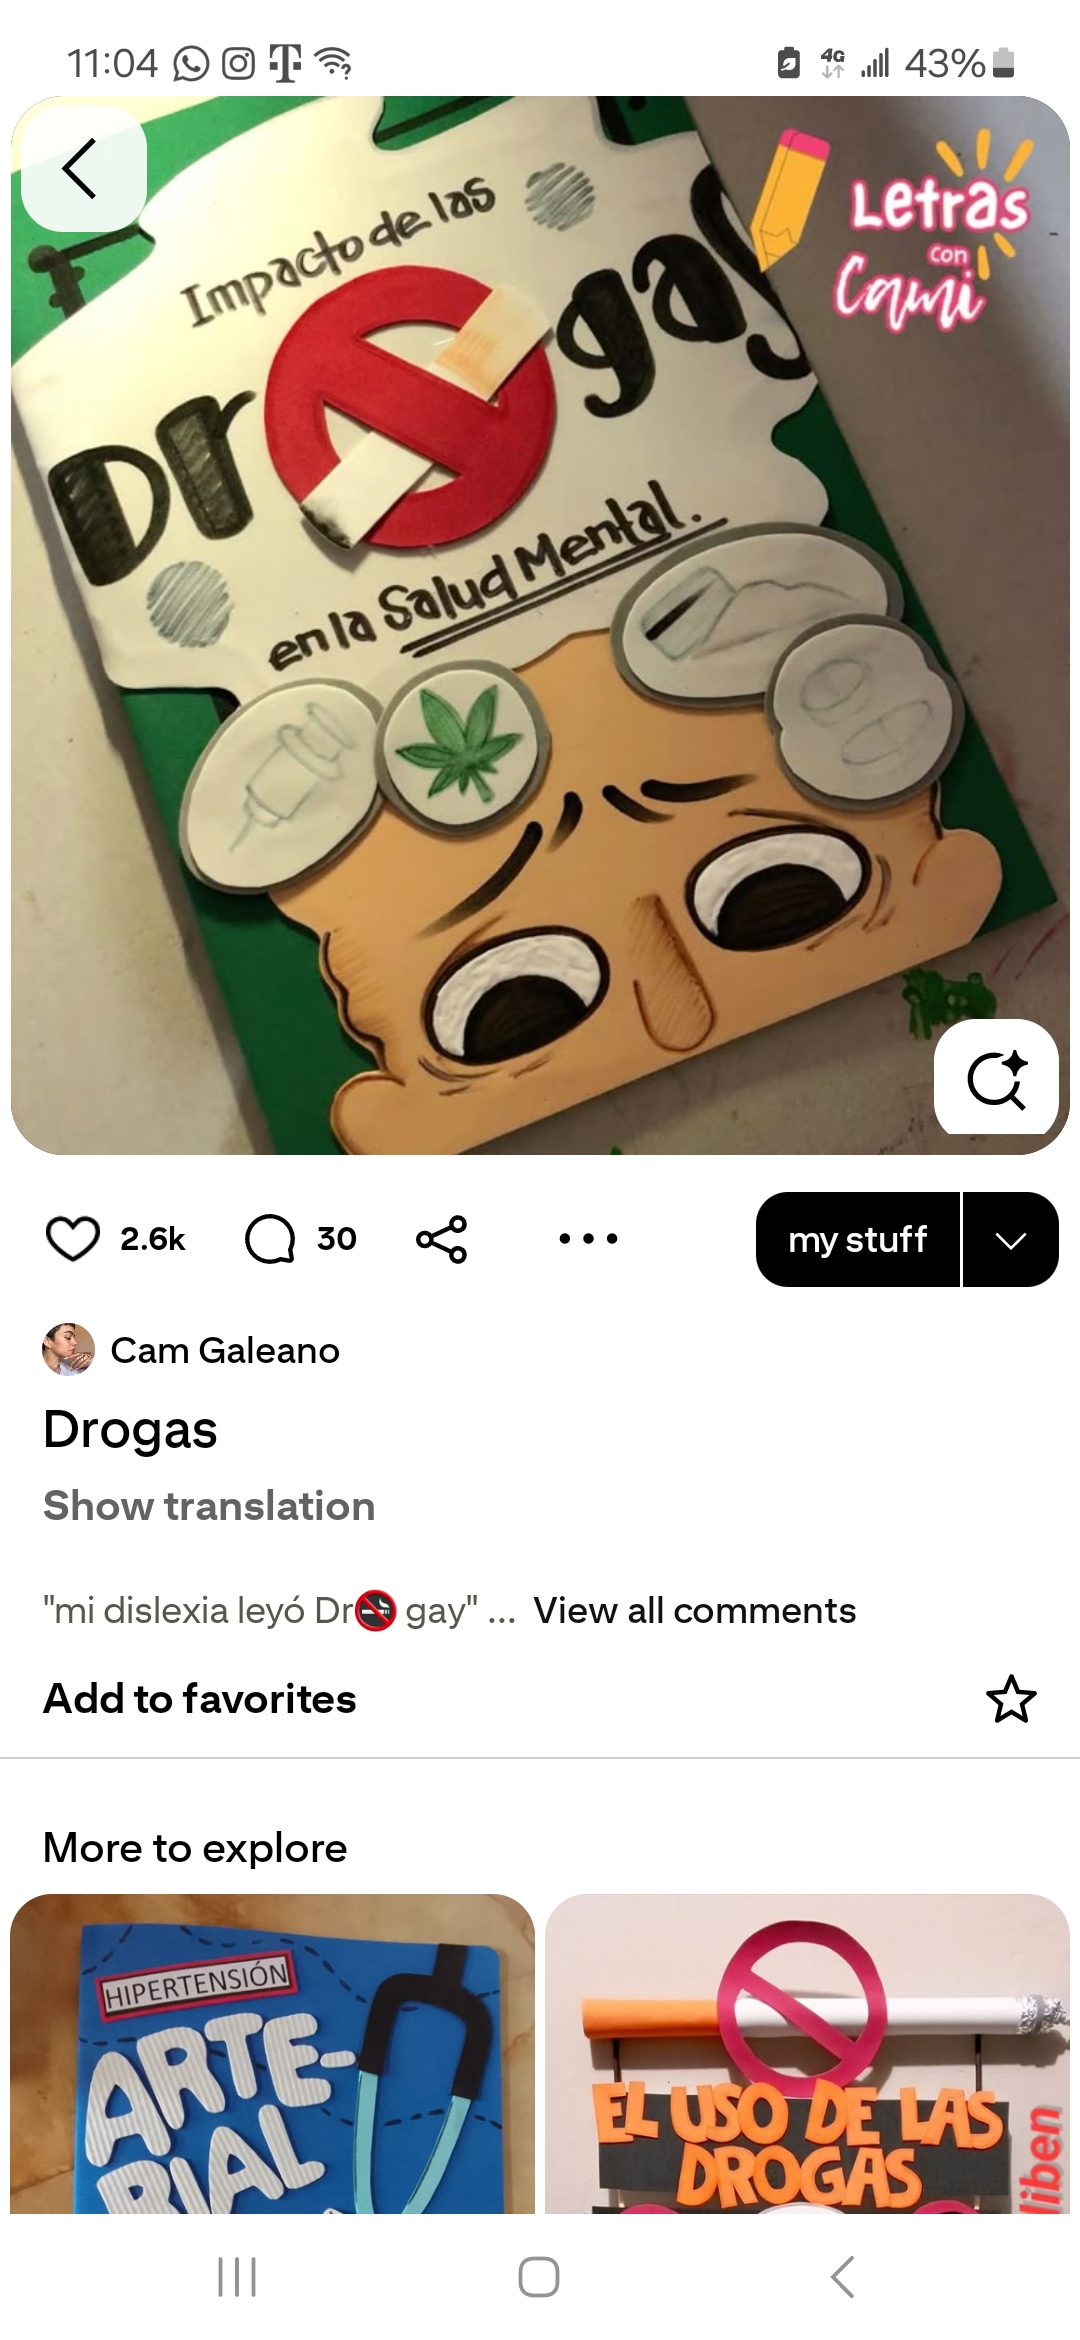 11:04
4G
43%
Letras
con
Cami
Impacto de las
Drogas
en la Salud Mental.
2.6k
30
my stuff
Cam Galeano
Drogas
Show translation
"mi dislexia leyó Dr🚭 gay" ... View all comments
Add to favorites
More to explore
HIPERTENSIÓN
ARTE-
RIAL
EL USO DE LAS
DROGAS
liben